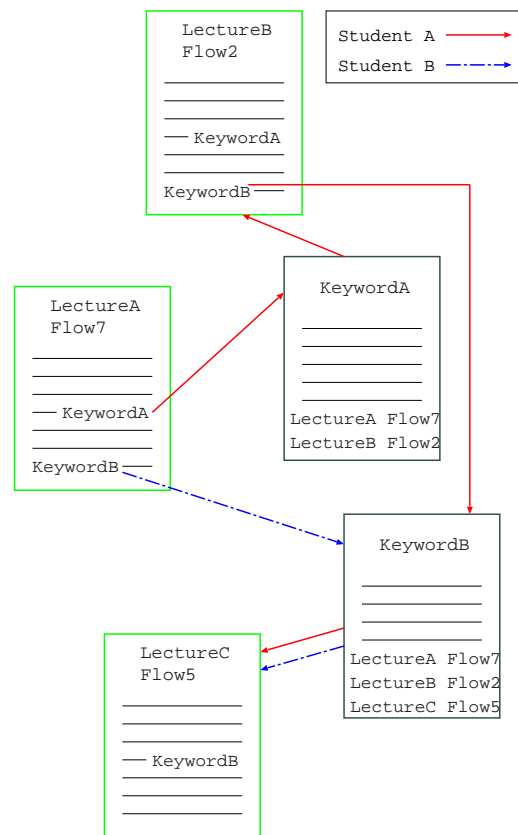 LectureB
Flow2
KeywordA
KeywordB
Student A
Student B
KeywordA
LectureA Flow7
LectureB Flow2
LectureA
Flow7
KeywordA
KeywordB
KeywordB
LectureA Flow7
LectureB Flow2
LectureC Flow5
LectureC
Flow5
KeywordB